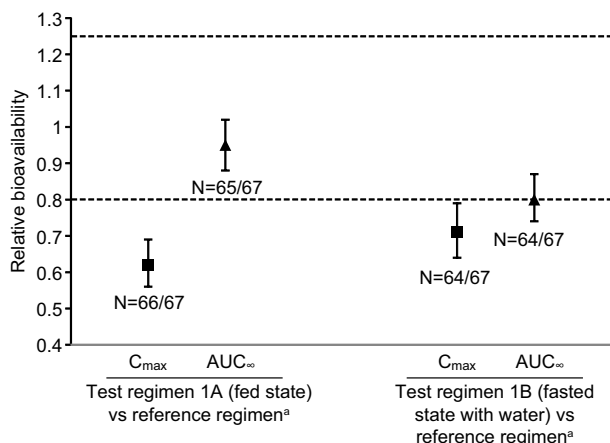 1.3
1.2
1.1
1
0.9
0.8
0.7
0.6
0.5
0.4
Relative bioavailability
N=66/67
N=65/67
N=64/67
N=64/67
Cmax AUC∞ Cmax AUC∞
Test regimen 1A (fed state)
vs reference regimenᵃ
Test regimen 1B (fasted
state with water) vs
reference regimenᵃ